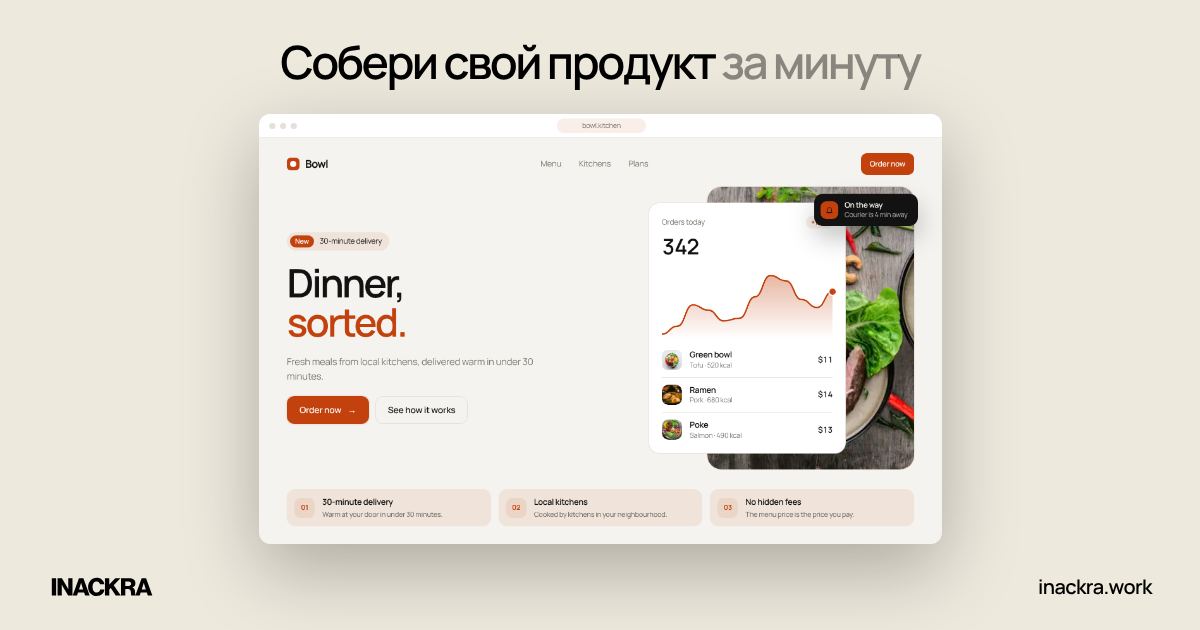 Собери свой продукт за минуту
bowl.kitchen
Bowl
Menu Kitchens Plans
Order now
On the way
Courier is 4 min away
Orders today
342
New 30-minute delivery
Dinner,
sorted.
Fresh meals from local kitchens, delivered warm in under 30
minutes.
Order now → See how it works
Green bowl
Tofu · 520 kcal
$11
Ramen
Pork · 680 kcal
$14
Poke
Salmon · 490 kcal
$13
01 30-minute delivery
Warm at your door in under 30 minutes.
02 Local kitchens
Cooked by kitchens in your neighbourhood.
03 No hidden fees
The menu price is the price you pay.
INACKRA
inackra.work